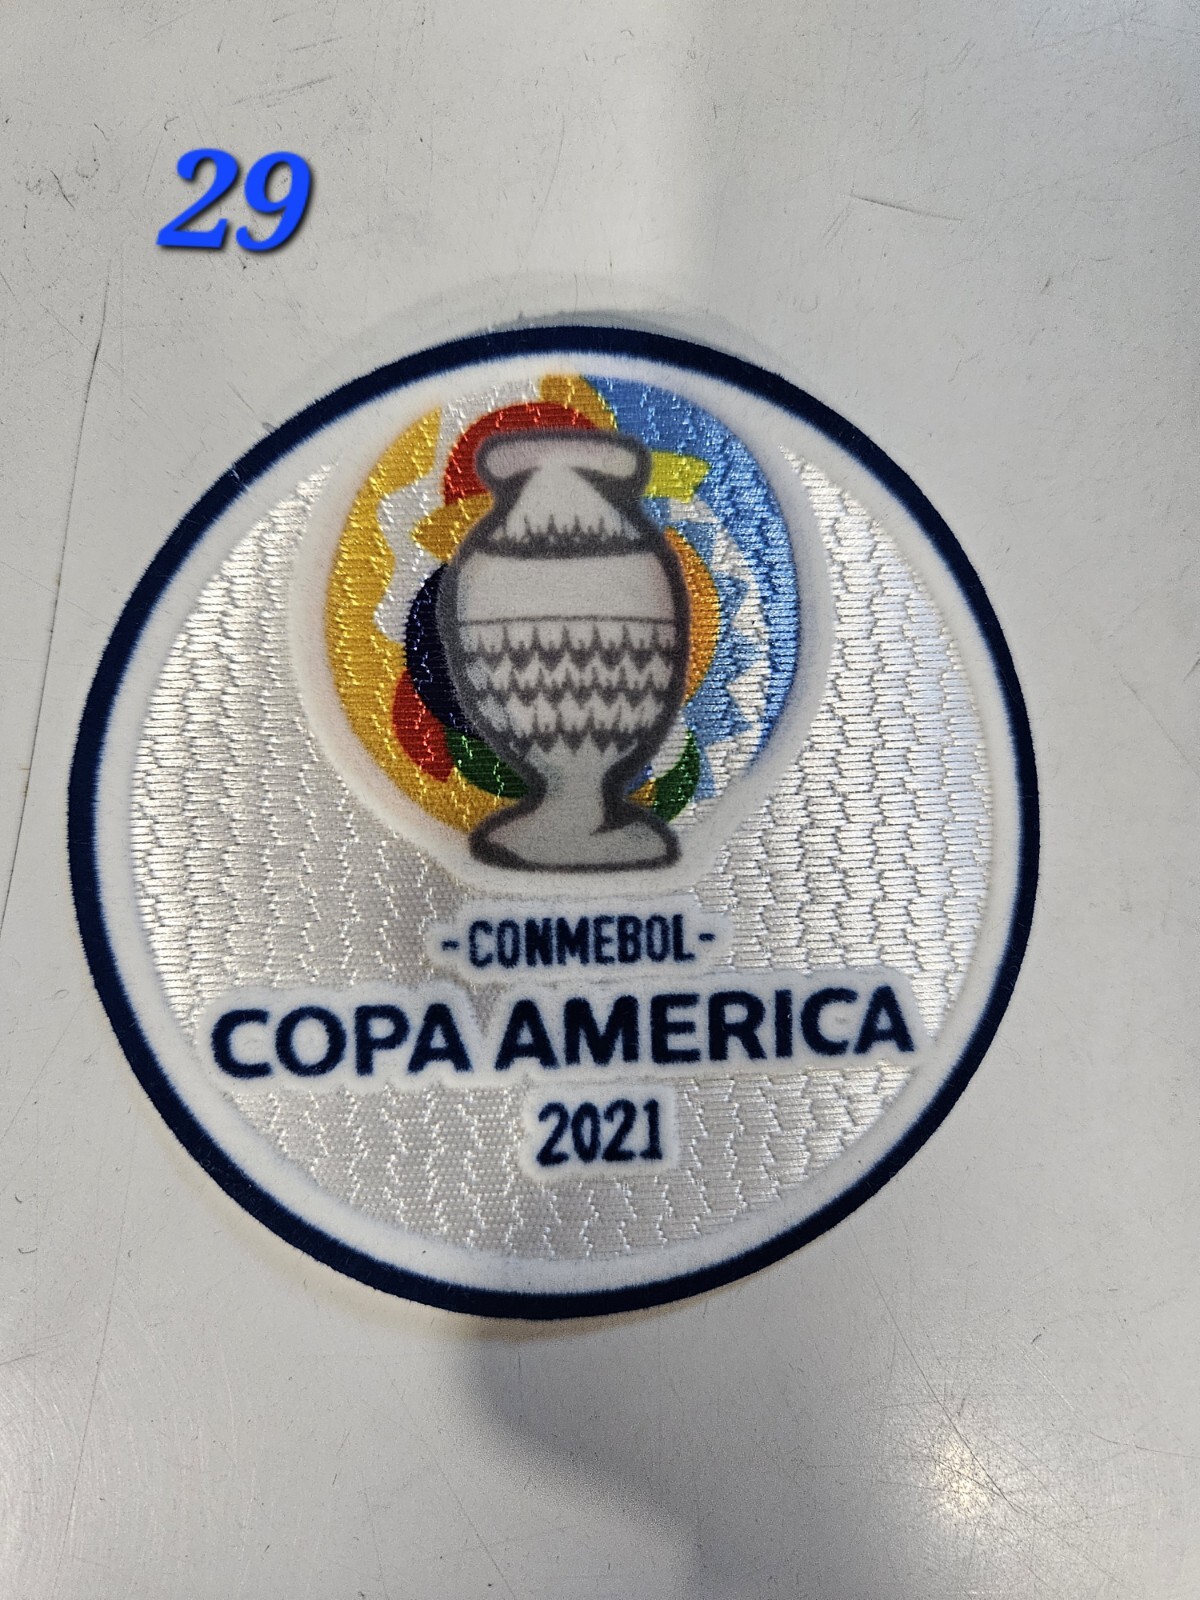 29
-CONMEBOL-
COPA AMERICA
2021